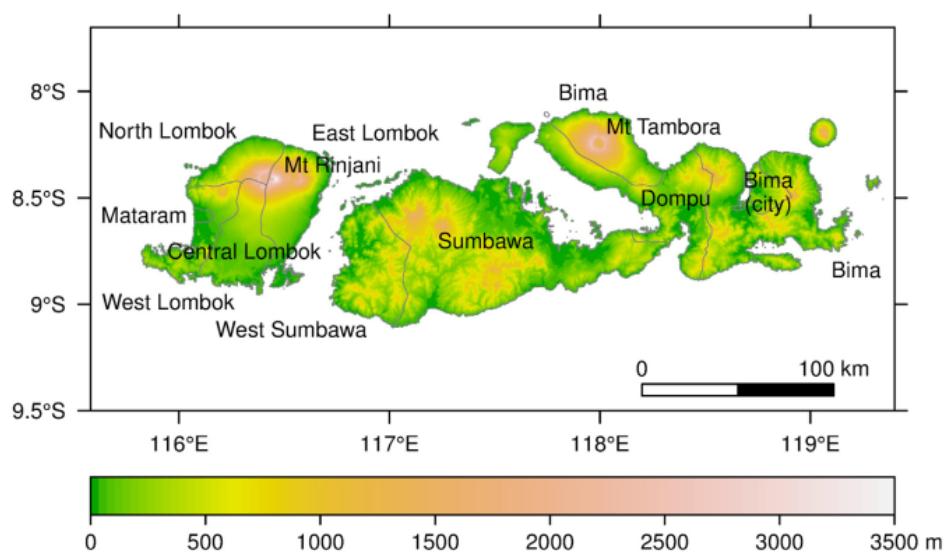 Bima
8°S
North Lombok
East Lombok
Mt Tambora
Mt Rinjani
8.5°S
Mataram
Dompu
Bima
(city)
Central Lombok
Sumbawa
Bima
9°S
West Lombok
West Sumbawa
0
100 km
9.5°S
116°E
117°E
118°E
119°E
0
500
1000
1500
2000
2500
3000
3500 m